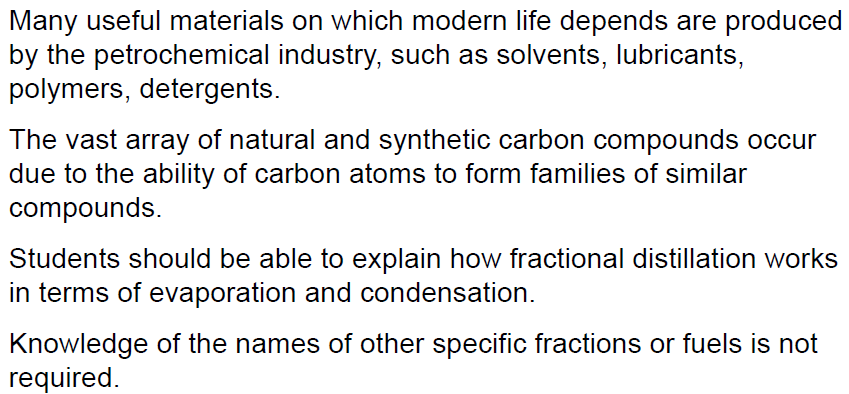 Many useful materials on which modern life depends are produced
by the petrochemical industry, such as solvents, lubricants,
polymers, detergents.
The vast array of natural and synthetic carbon compounds occur
due to the ability of carbon atoms to form families of similar
compounds.
Students should be able to explain how fractional distillation works
in terms of evaporation and condensation.
Knowledge of the names of other specific fractions or fuels is not
required.